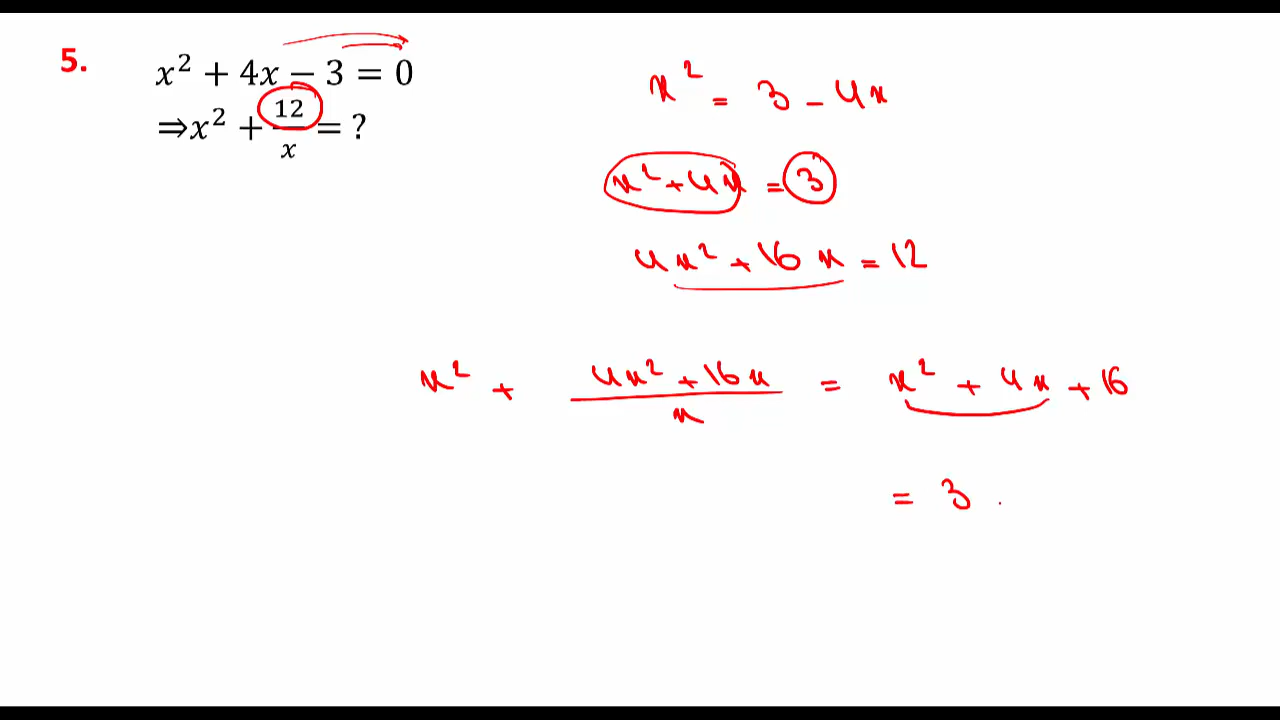 5. x² + 4x − 3 = 0
⇒x² + 12/x = ?
x² = 3 - 4x
x² + 4x = 3
4x² + 16x = 12
x² + (4x² + 16x)/x = x² + 4x + 16
= 3